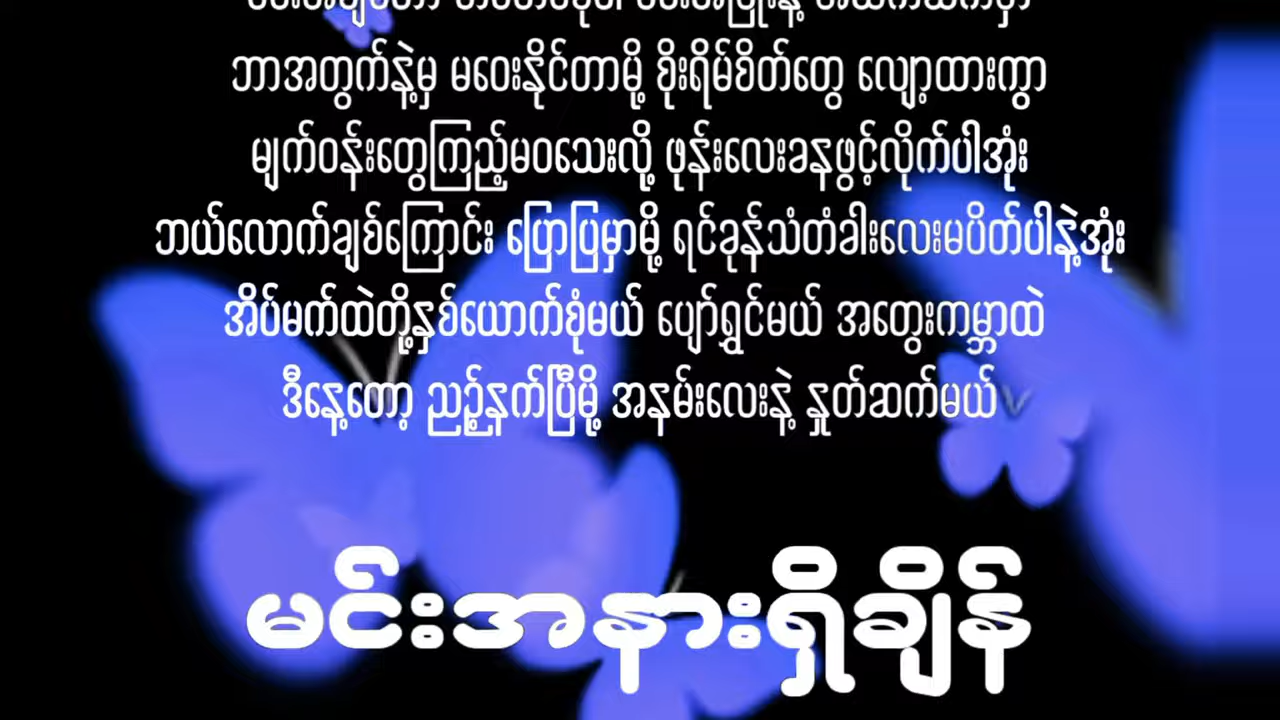 ဘာအတွက်နဲ့မှ မဝေးနိုင်တာမို့ စိုးရိမ်စိတ်တွေ လျော့ထားကွာ
မျက်ဝန်းတွေကြည့်မဝသေးလို့ ဖုန်းလေးခနဖွင့်လိုက်ပါအုံး
ဘယ်လောက်ချစ်ကြောင်း ပြောပြမှာမို့ ရင်ခုန်သံတံခါးလေးမပိတ်ပါနဲ့အုံး
အိပ်မက်ထဲတို့နှစ်ယောက်စုံမယ် ပျော်ရွှင်မယ် အတွေးကမ္ဘာထဲ
ဒီနေ့တော့ ညဉ့်နက်ပြီမို့ အနမ်းလေးနဲ့ နှုတ်ဆက်မယ်
မင်းအနားရှိချိန်